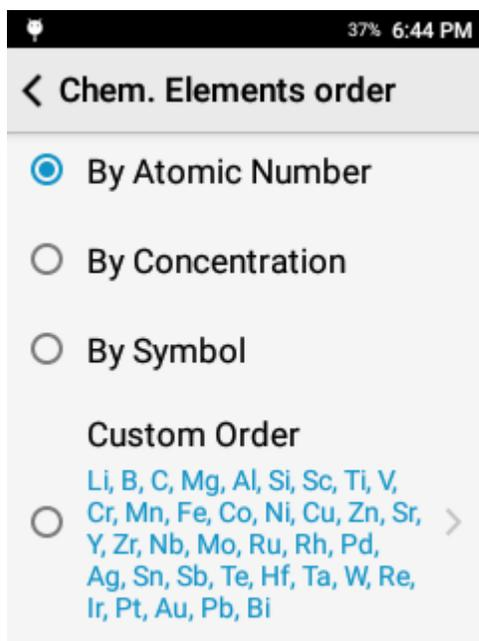 37% 6:44 PM
Chem. Elements order
By Atomic Number
By Concentration
By Symbol
Custom Order
Li, B, C, Mg, Al, Si, Sc, Ti, V,
Cr, Mn, Fe, Co, Ni, Cu, Zn, Sr,
Y, Zr, Nb, Mo, Ru, Rh, Pd,
Ag, Sn, Sb, Te, Hf, Ta, W, Re,
Ir, Pt, Au, Pb, Bi